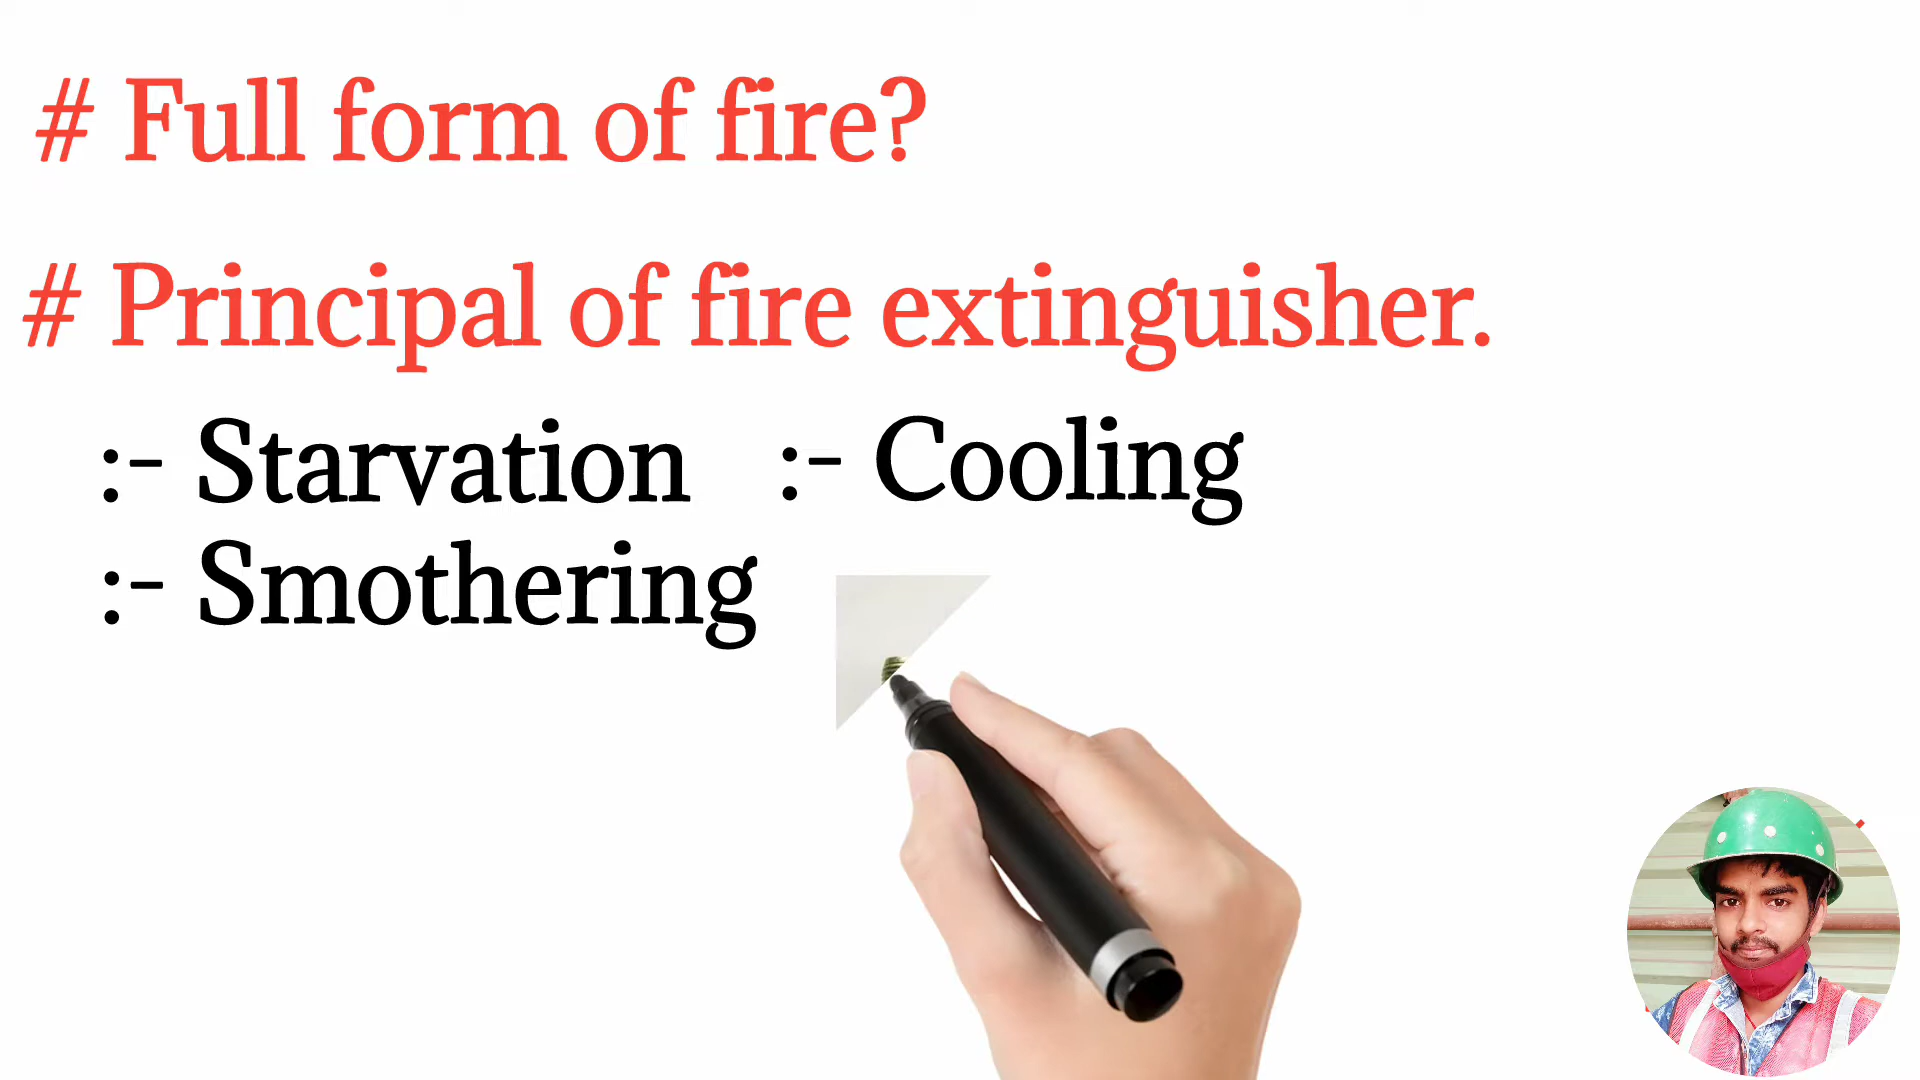 # Full form of fire?
# Principal of fire extinguisher.
:- Starvation :- Cooling
:- Smothering